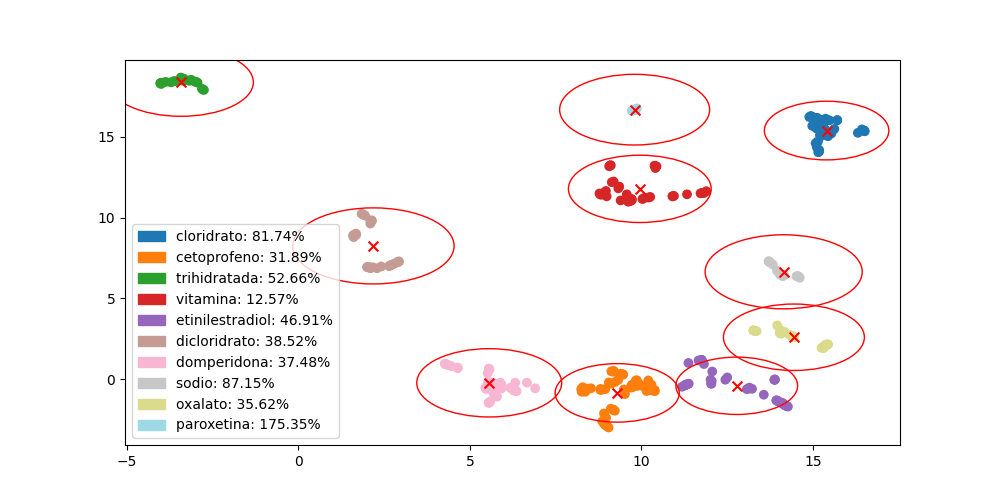 15
10
5
0
cloridrato: 81.74%
cetoprofeno: 31.89%
trihidratada: 52.66%
vitamina: 12.57%
etinilestradiol: 46.91%
dicloridrato: 38.52%
domperidona: 37.48%
sodio: 87.15%
oxalato: 35.62%
paroxetina: 175.35%
−5 0 5 10 15